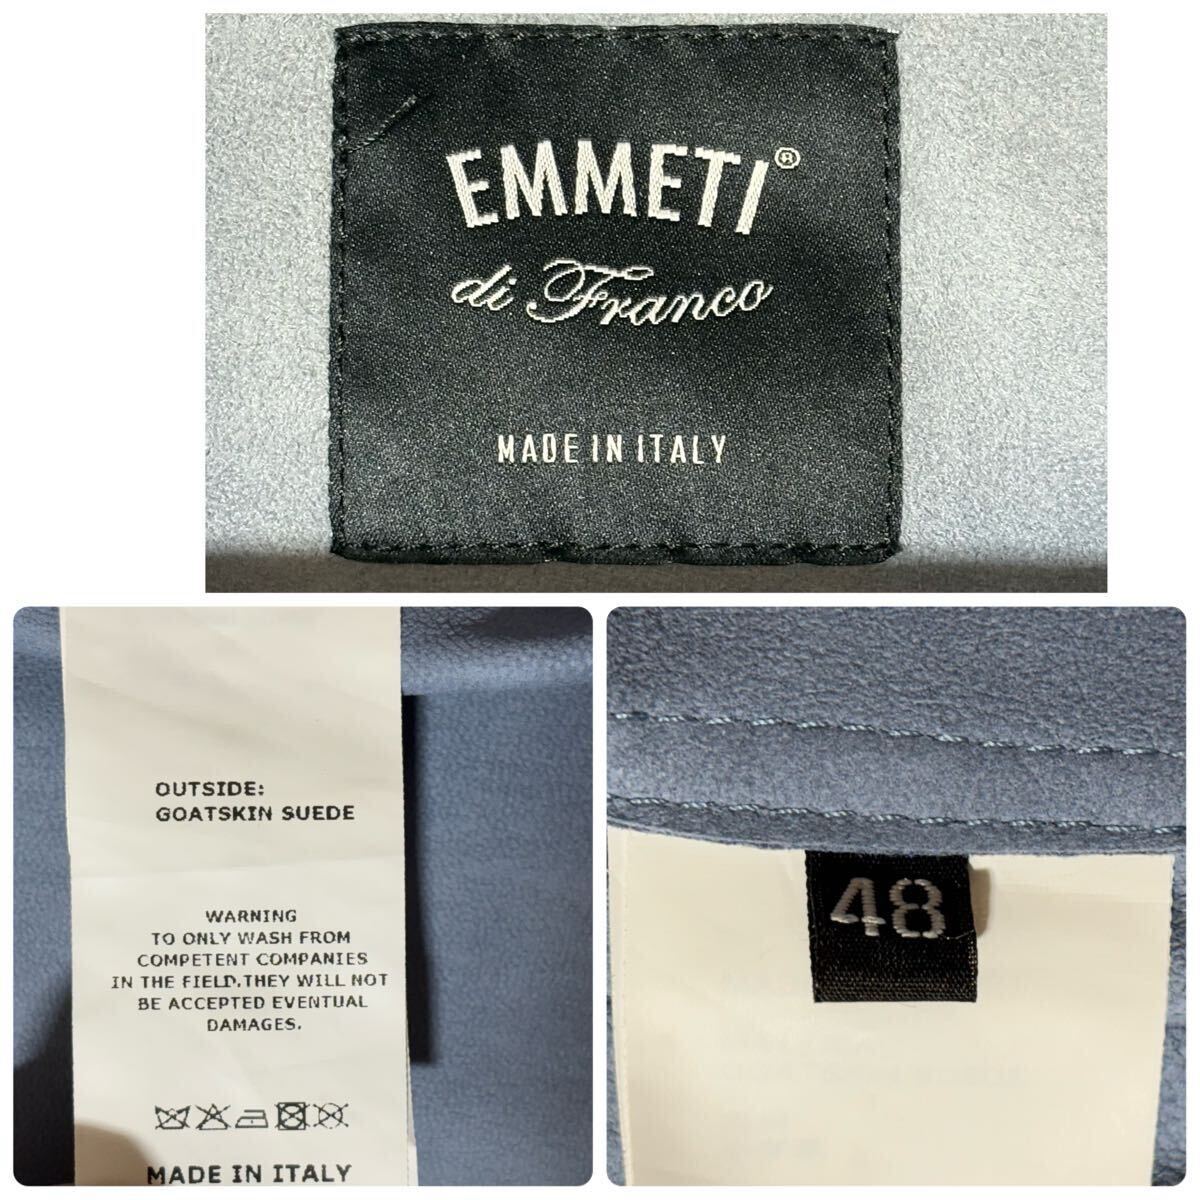 EMMETI®
di Franco
MADE IN ITALY
OUTSIDE:
GOATSKIN SUEDE
WARNING
TO ONLY WASH FROM
COMPETENT COMPANIES
IN THE FIELD.THEY WILL NOT
BE ACCEPTED EVENTUAL
DAMAGES.
MADE IN ITALY
48